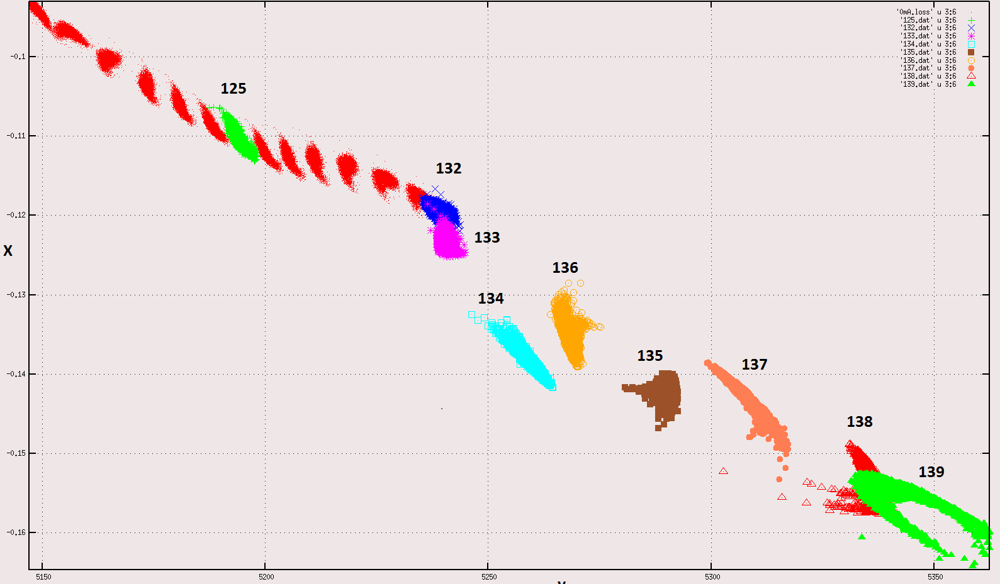 '0mA.loss' u 3:6
'125.dat' u 3:6
'132.dat' u 3:6
'133.dat' u 3:6
'134.dat' u 3:6
'135.dat' u 3:6
'136.dat' u 3:6
'137.dat' u 3:6
'138.dat' u 3:6
'139.dat' u 3:6
-0.1
125
-0.11
132
-0.12
133
X
136
-0.13
134
135
137
-0.14
138
-0.15
139
-0.16
5150
5200
5250
5300
5350